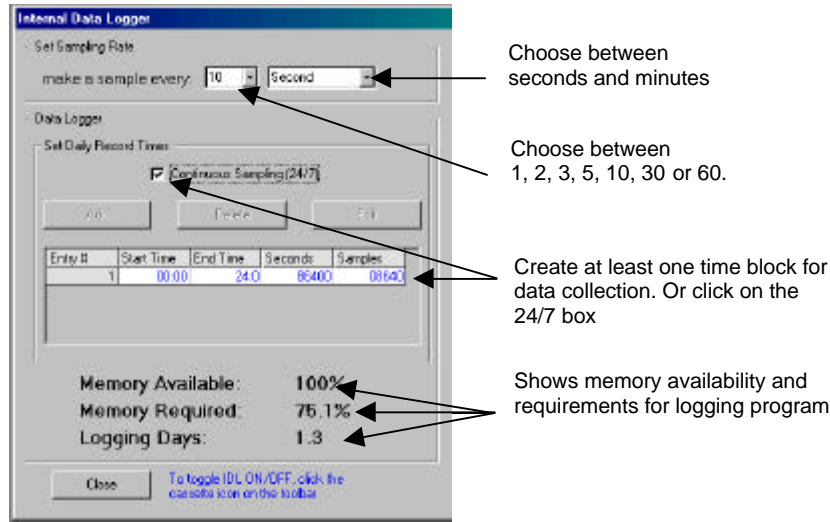 Internal Data Logger
Set Sampling Rate
make a sample every: 10 Second
Choose between
seconds and minutes
Data Logger
Set Daily Record Times
Continuous Sampling (24/7)
Choose between
1, 2, 3, 5, 10, 30 or 60.
Add Delete Edit
Entry # Start Time End Time Seconds Samples
1 00:00 24:0 86400 08640
Create at least one time block for
data collection. Or click on the
24/7 box
Memory Available: 100%
Memory Required: 75.1%
Logging Days: 1.3
Shows memory availability and
requirements for logging program
Close
To toggle IDL ON/OFF, click the
cassette icon on the toolbar